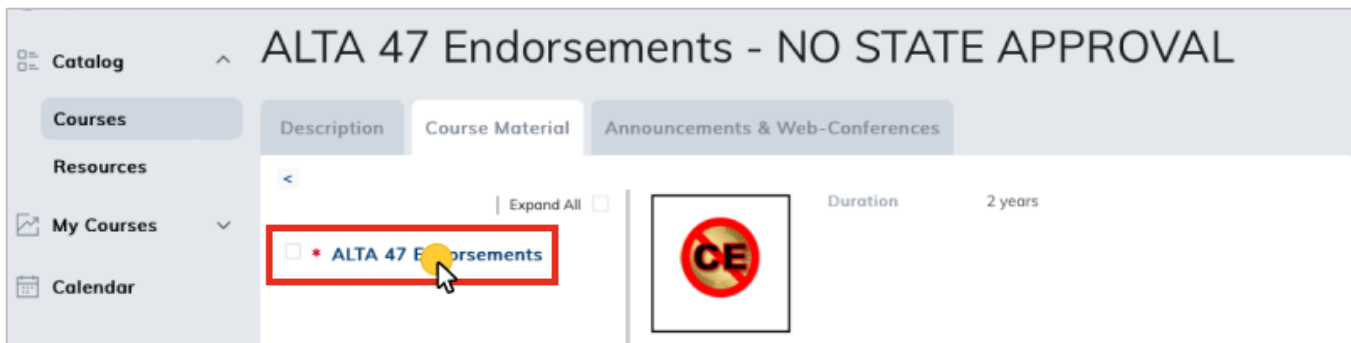 ALTA 47 Endorsements - NO STATE APPROVAL
Catalog
Courses
Resources
My Courses
Calendar
Description
Course Material
Announcements & Web-Conferences
<
Expand All
* ALTA 47 Endorsements
CE
Duration 2 years